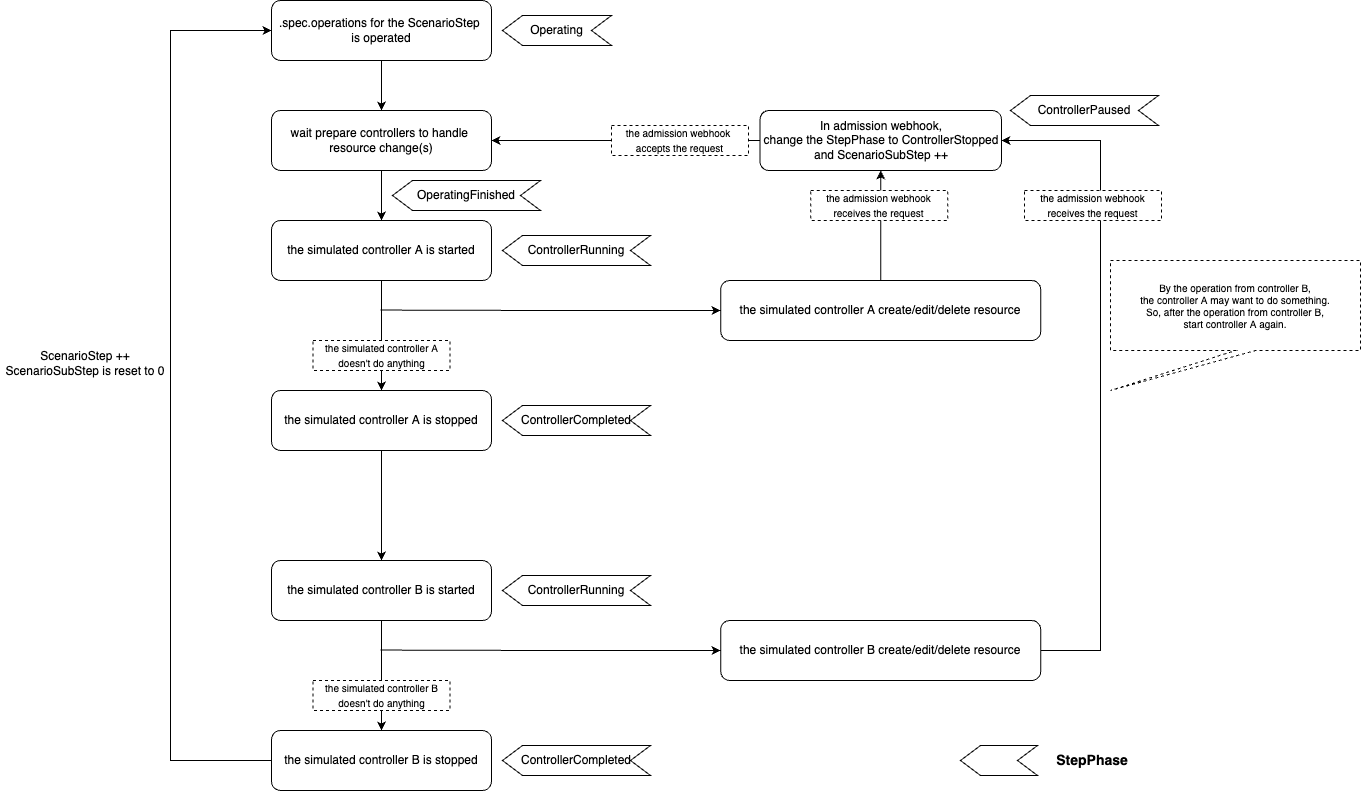 .spec.operations for the ScenarioStep
is operated
Operating
wait prepare controllers to handle
resource change(s)
the admission webhook
accepts the request
In admission webhook,
change the StepPhase to ControllerStopped
and ScenarioSubStep ++
ControllerPaused
OperatingFinished
the admission webhook
receives the request
the admission webhook
receives the request
the simulated controller A is started
ControllerRunning
the simulated controller A create/edit/delete resource
By the operation from controller B,
the controller A may want to do something.
So, after the operation from controller B,
start controller A again.
the simulated controller A
doesn't do anything
ScenarioStep ++
ScenarioSubStep is reset to 0
the simulated controller A is stopped
ControllerCompleted
the simulated controller B is started
ControllerRunning
the simulated controller B create/edit/delete resource
the simulated controller B
doesn't do anything
the simulated controller B is stopped
ControllerCompleted
StepPhase